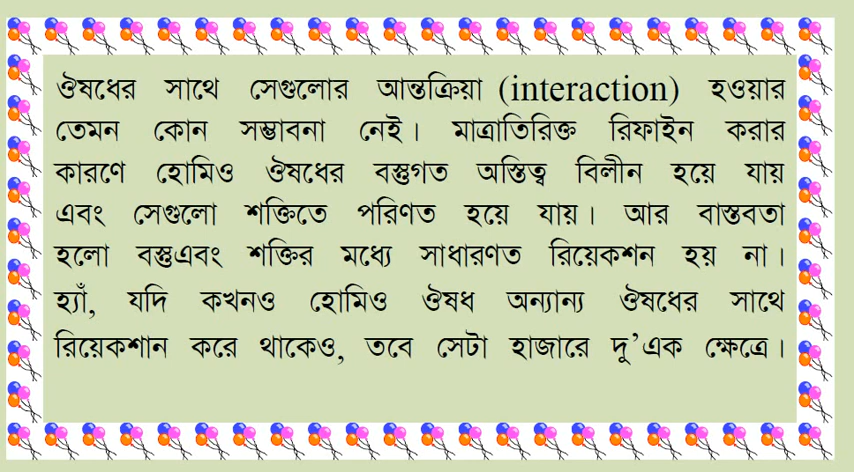 ঔষধের সাথে সেগুলোর আন্তক্রিয়া (interaction) হওয়ার
তেমন কোন সম্ভাবনা নেই। মাত্রাতিরিক্ত রিফাইন করার
কারণে হোমিও ঔষধের বস্তুগত অস্তিত্ব বিলীন হয়ে যায়
এবং সেগুলো শক্তিতে পরিণত হয়ে যায়। আর বাস্তবতা
হলো বস্তুএবং শক্তির মধ্যে সাধারণত রিয়েকশন হয় না।
হ্যাঁ, যদি কখনও হোমিও ঔষধ অন্যান্য ঔষধের সাথে
রিয়েকশান করে থাকেও, তবে সেটা হাজারে দু’এক ক্ষেত্রে।